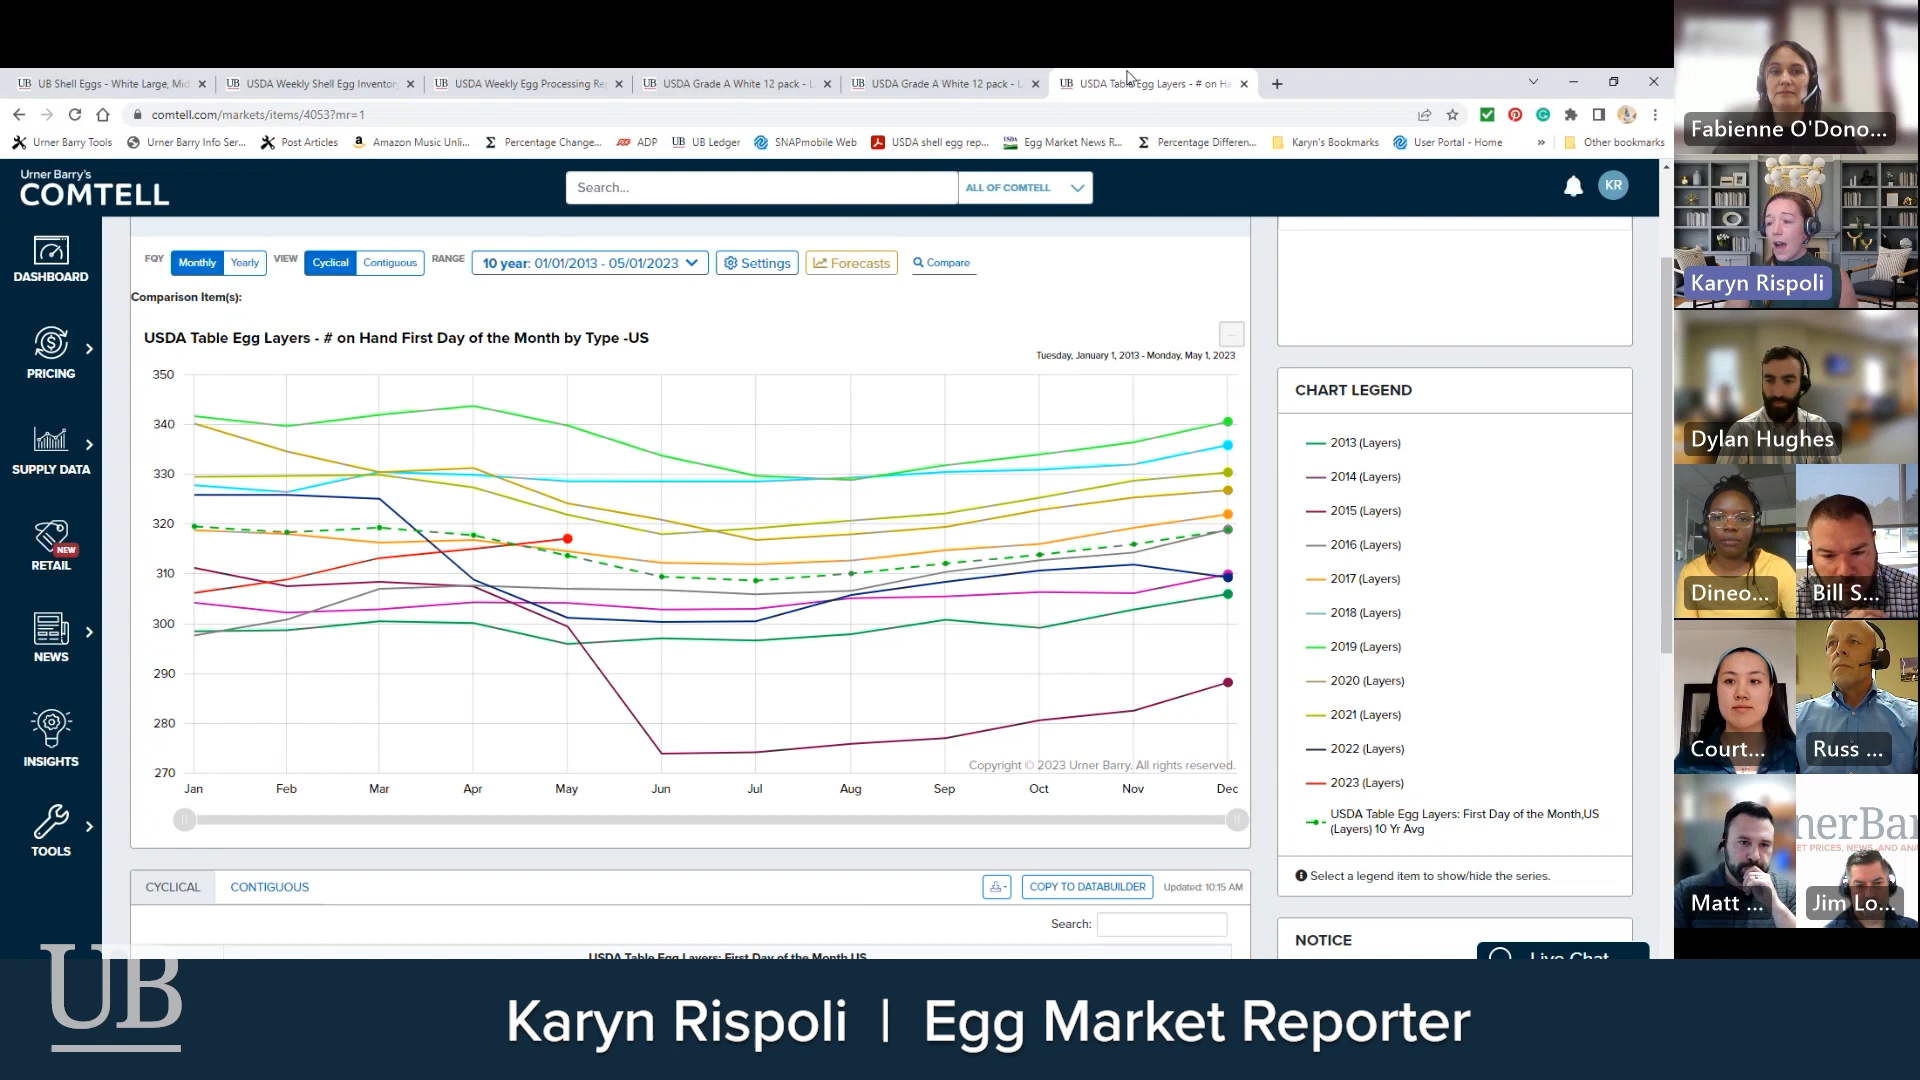 UB Shell Eggs - White Large, Mid
USDA Weekly Shell Egg Inventory
USDA Weekly Egg Processing Re
USDA Grade A White 12 pack - L
USDA Grade A White 12 pack - L
USDA Table Egg Layers - # on Ha
comtell.com/markets/items/4053?mr=1
Urner Barry Tools
Urner Barry Info Ser...
Post Articles
Amazon Music Unli...
Percentage Change...
ADP
UB Ledger
SNAPmobile Web
USDA shell egg rep...
Egg Market News R...
Percentage Differen...
Karyn's Bookmarks
User Portal - Home
»
Other bookmarks
Urner Barry's
COMTELL
Search...
ALL OF COMTELL
KR
DASHBOARD
PRICING
SUPPLY DATA
NEW
RETAIL
NEWS
INSIGHTS
TOOLS
FQY Monthly Yearly VIEW Cyclical Contiguous RANGE 10 year: 01/01/2013 - 05/01/2023 Settings Forecasts Compare
Comparison Item(s):
USDA Table Egg Layers - # on Hand First Day of the Month by Type -US
...
Tuesday, January 1, 2013 - Monday, May 1, 2023
350
340
330
320
310
300
290
280
270
Copyright © 2023 Urner Barry. All rights reserved.
Jan Feb Mar Apr May Jun Jul Aug Sep Oct Nov Dec
CHART LEGEND
2013 (Layers)
2014 (Layers)
2015 (Layers)
2016 (Layers)
2017 (Layers)
2018 (Layers)
2019 (Layers)
2020 (Layers)
2021 (Layers)
2022 (Layers)
2023 (Layers)
USDA Table Egg Layers: First Day of the Month,US
(Layers) 10 Yr Avg
Select a legend item to show/hide the series.
CYCLICAL CONTIGUOUS
COPY TO DATABUILDER
Updated: 10:15 AM
Search:
USDA Table Egg Layers: First Day of the Month,US
NOTICE
Live Chat
Fabienne O'Dono...
Karyn Rispoli
Dylan Hughes
Dineo...
Bill S...
Court...
Russ ...
Matt ...
Jim Lo...
UB
Karyn Rispoli | Egg Market Reporter